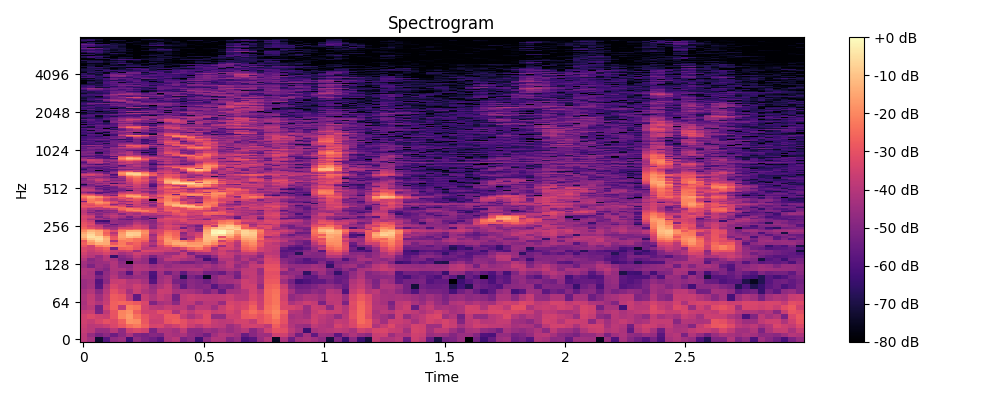 Spectrogram
Hz
4096
2048
1024
512
256
128
64
0
0
0.5
1
1.5
2
2.5
Time
+0 dB
-10 dB
-20 dB
-30 dB
-40 dB
-50 dB
-60 dB
-70 dB
-80 dB